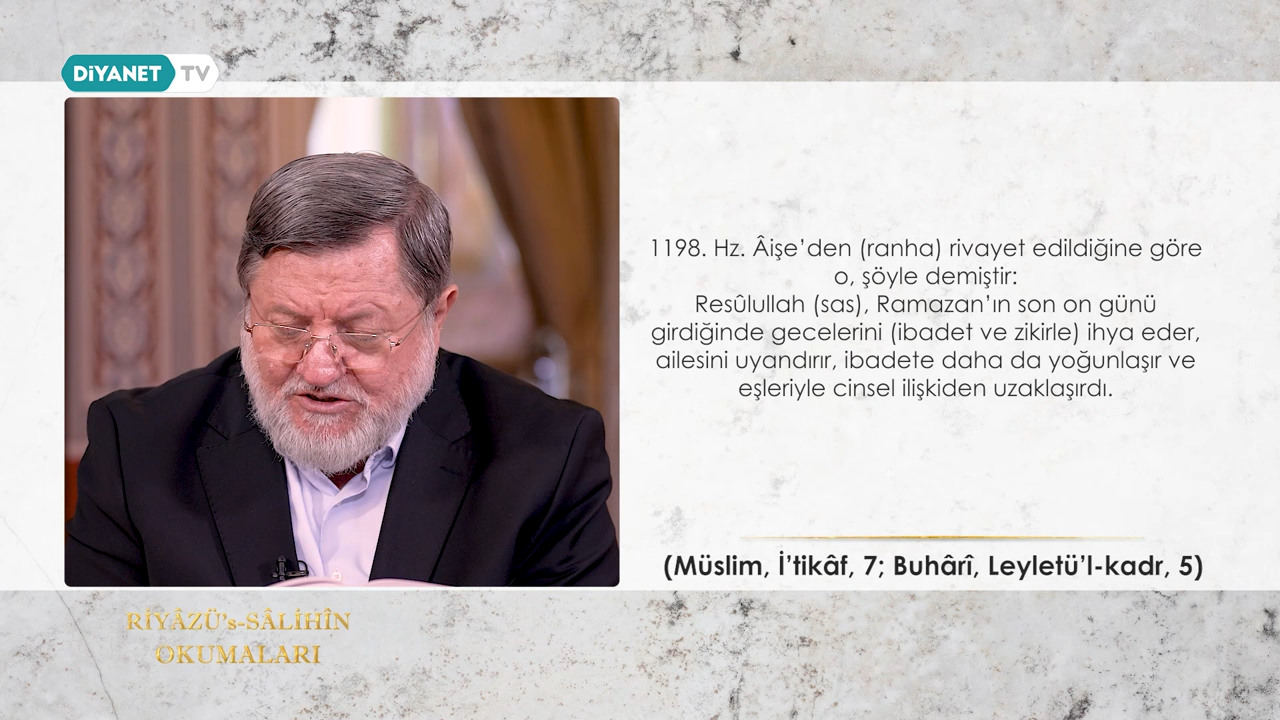 DİYANET TV
1198. Hz. Âişe’den (ranha) rivayet edildiğine göre
o, şöyle demiştir:
Resûlullah (sas), Ramazan’ın son on günü
girdiğinde gecelerini (ibadet ve zikirle) ihya eder,
ailesini uyandırır, ibadete daha da yoğunlaşır ve
eşleriyle cinsel ilişkiden uzaklaşırdı.
(Müslim, İ’tikâf, 7; Buhârî, Leyletü’l-kadr, 5)
RİYÂZÜ’s-SÂLİHÎN
OKUMALARI